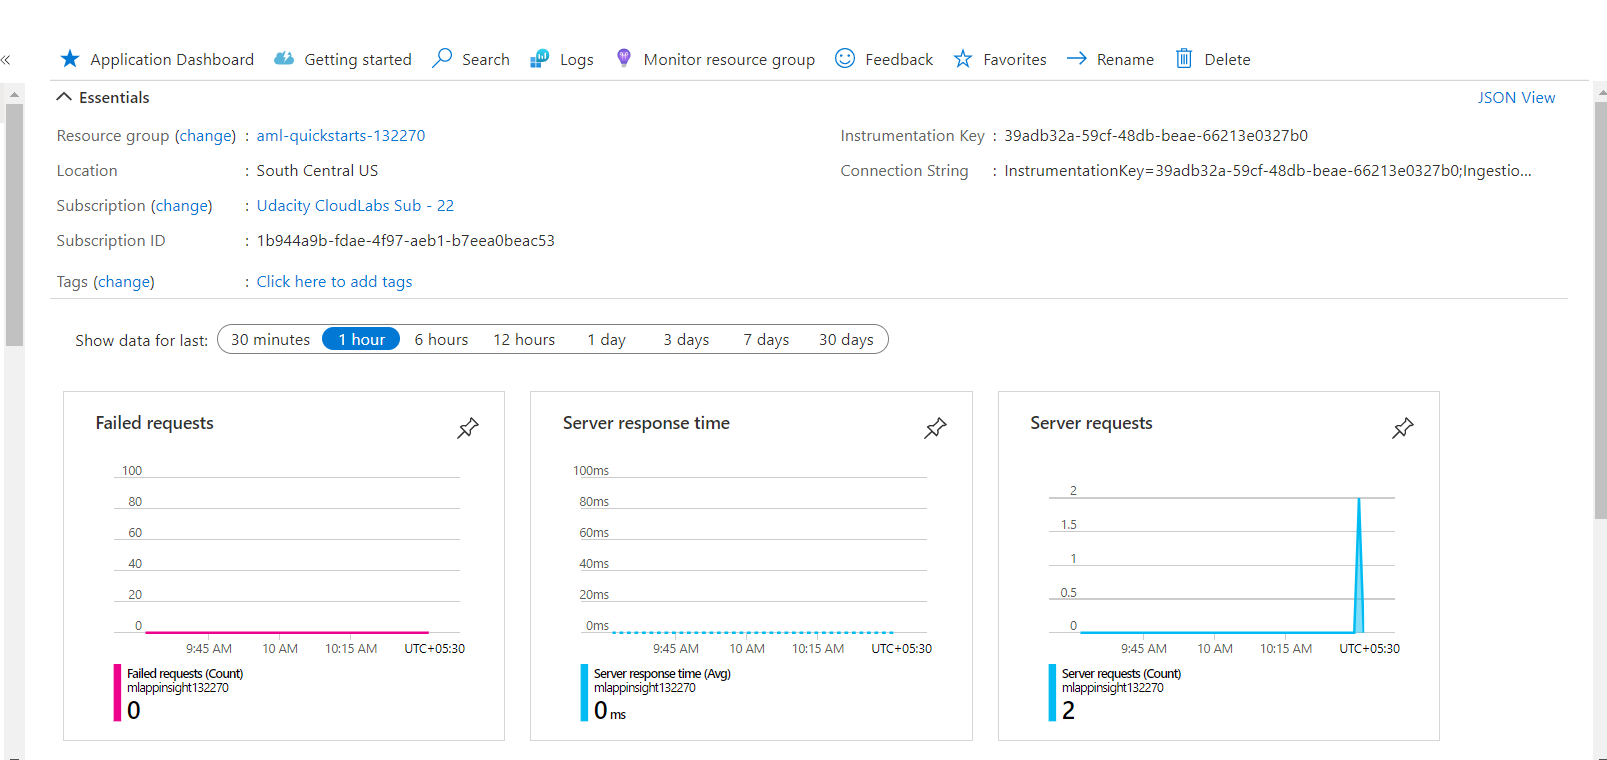 « Application Dashboard Getting started Search Logs Monitor resource group Feedback Favorites Rename Delete
Essentials JSON View
Resource group (change) : aml-quickstarts-132270 Instrumentation Key : 39adb32a-59cf-48db-beae-66213e0327b0
Location : South Central US Connection String : InstrumentationKey=39adb32a-59cf-48db-beae-66213e0327b0;Ingestio...
Subscription (change) : Udacity CloudLabs Sub - 22
Subscription ID : 1b944a9b-fdae-4f97-aeb1-b7eea0beac53
Tags (change) : Click here to add tags
Show data for last: 30 minutes 1 hour 6 hours 12 hours 1 day 3 days 7 days 30 days
Failed requests
100
80
60
40
20
0
9:45 AM 10 AM 10:15 AM UTC+05:30
Failed requests (Count)
mlappinsight132270
0
Server response time
100ms
80ms
60ms
40ms
20ms
0ms
9:45 AM 10 AM 10:15 AM UTC+05:30
Server response time (Avg)
mlappinsight132270
0 ms
Server requests
2
1.5
1
0.5
0
9:45 AM 10 AM 10:15 AM UTC+05:30
Server requests (Count)
mlappinsight132270
2